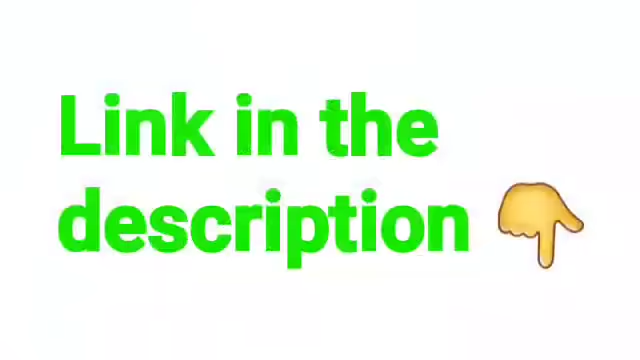 Link in the
description 👇